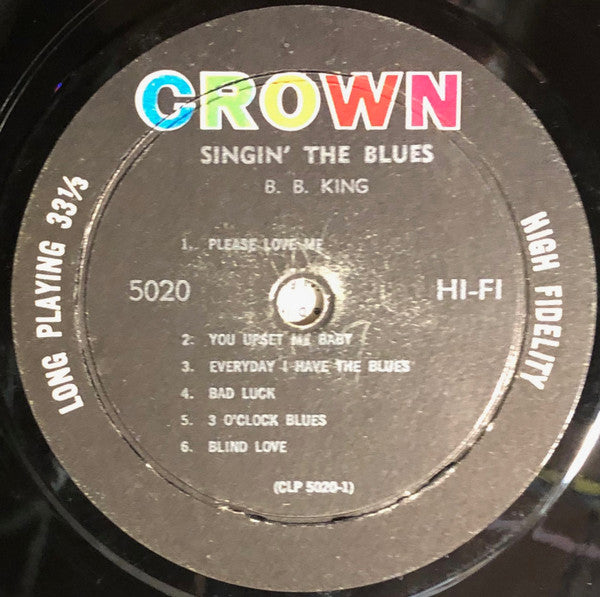 CROWN
SINGIN' THE BLUES
B. B. KING
1. PLEASE LOVE ME
5020
HI-FI
2. YOU UPSET ME BABY
3. EVERYDAY I HAVE THE BLUES
4. BAD LUCK
5. 3 O'CLOCK BLUES
6. BLIND LOVE
(CLP 5020-1)
LONG PLAYING 33⅓
HIGH FIDELITY